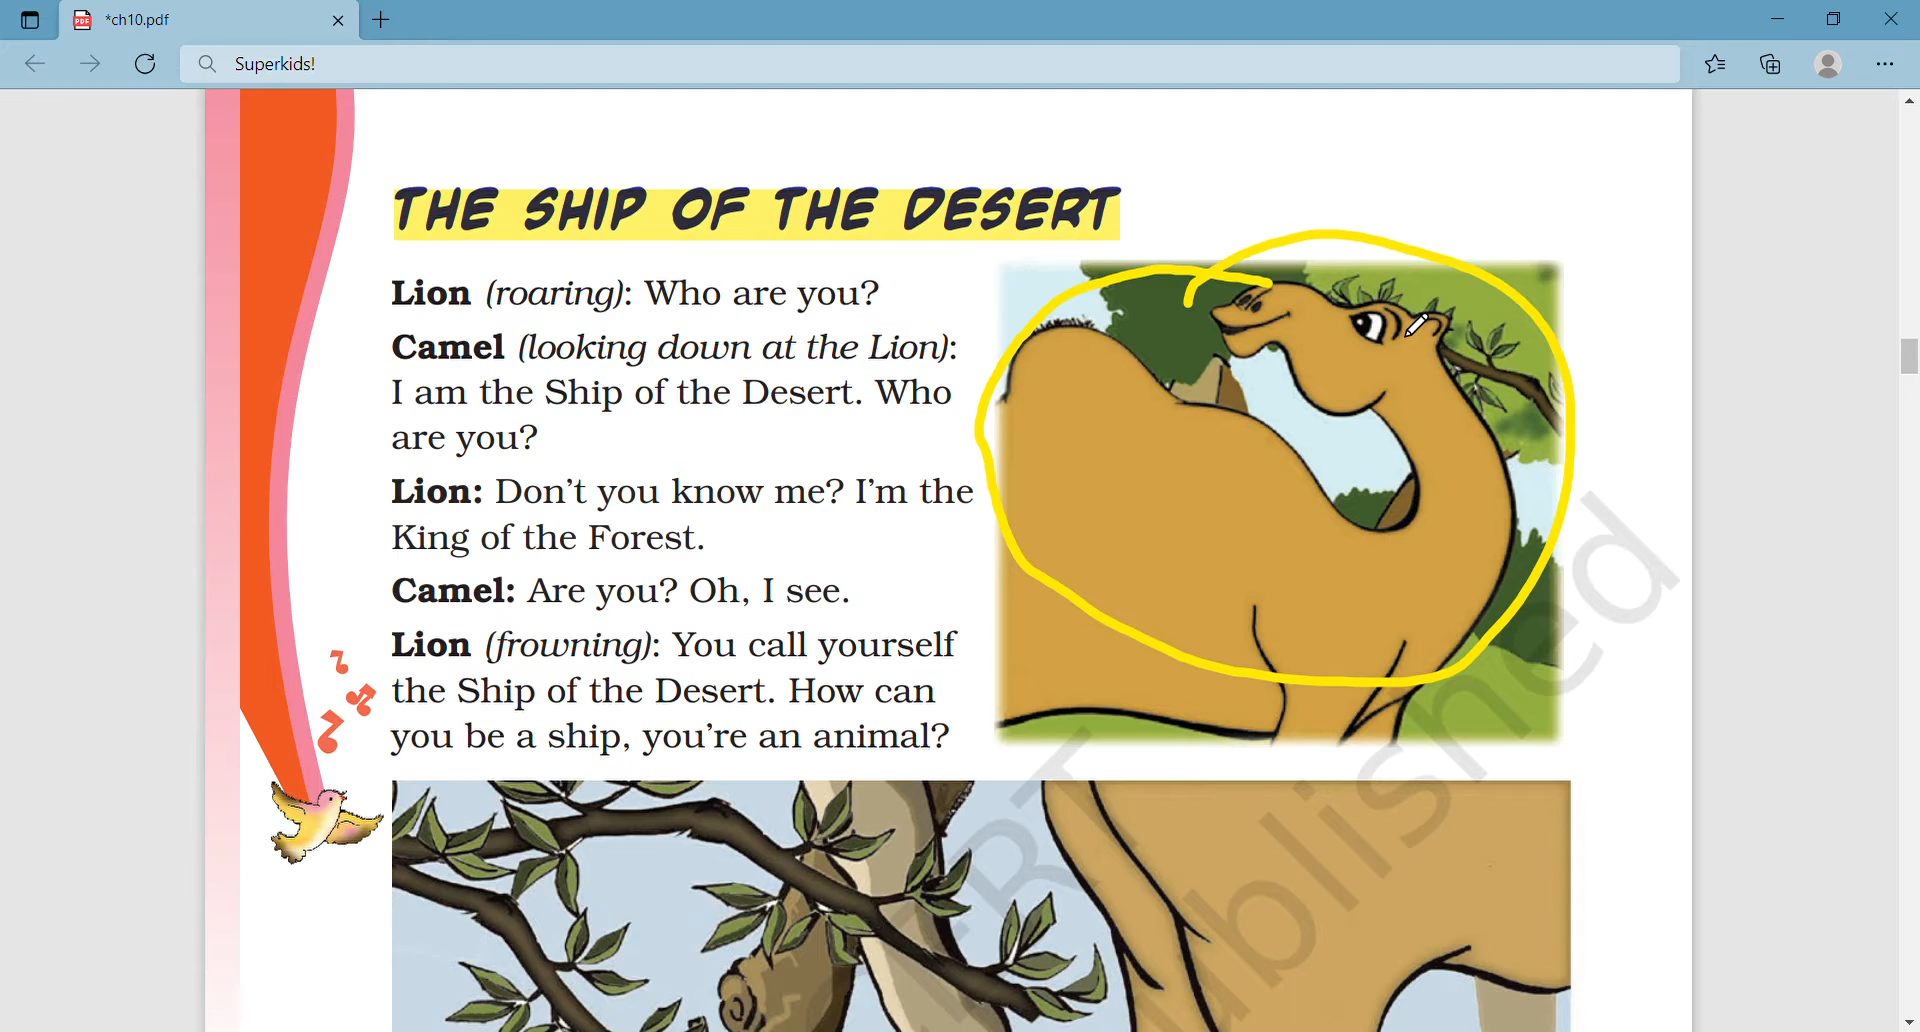 *ch10.pdf
Superkids!
THE SHIP OF THE DESERT
Lion (roaring): Who are you?
Camel (looking down at the Lion):
I am the Ship of the Desert. Who
are you?
Lion: Don't you know me? I'm the
King of the Forest.
Camel: Are you? Oh, I see.
Lion (frowning): You call yourself
the Ship of the Desert. How can
you be a ship, you're an animal?